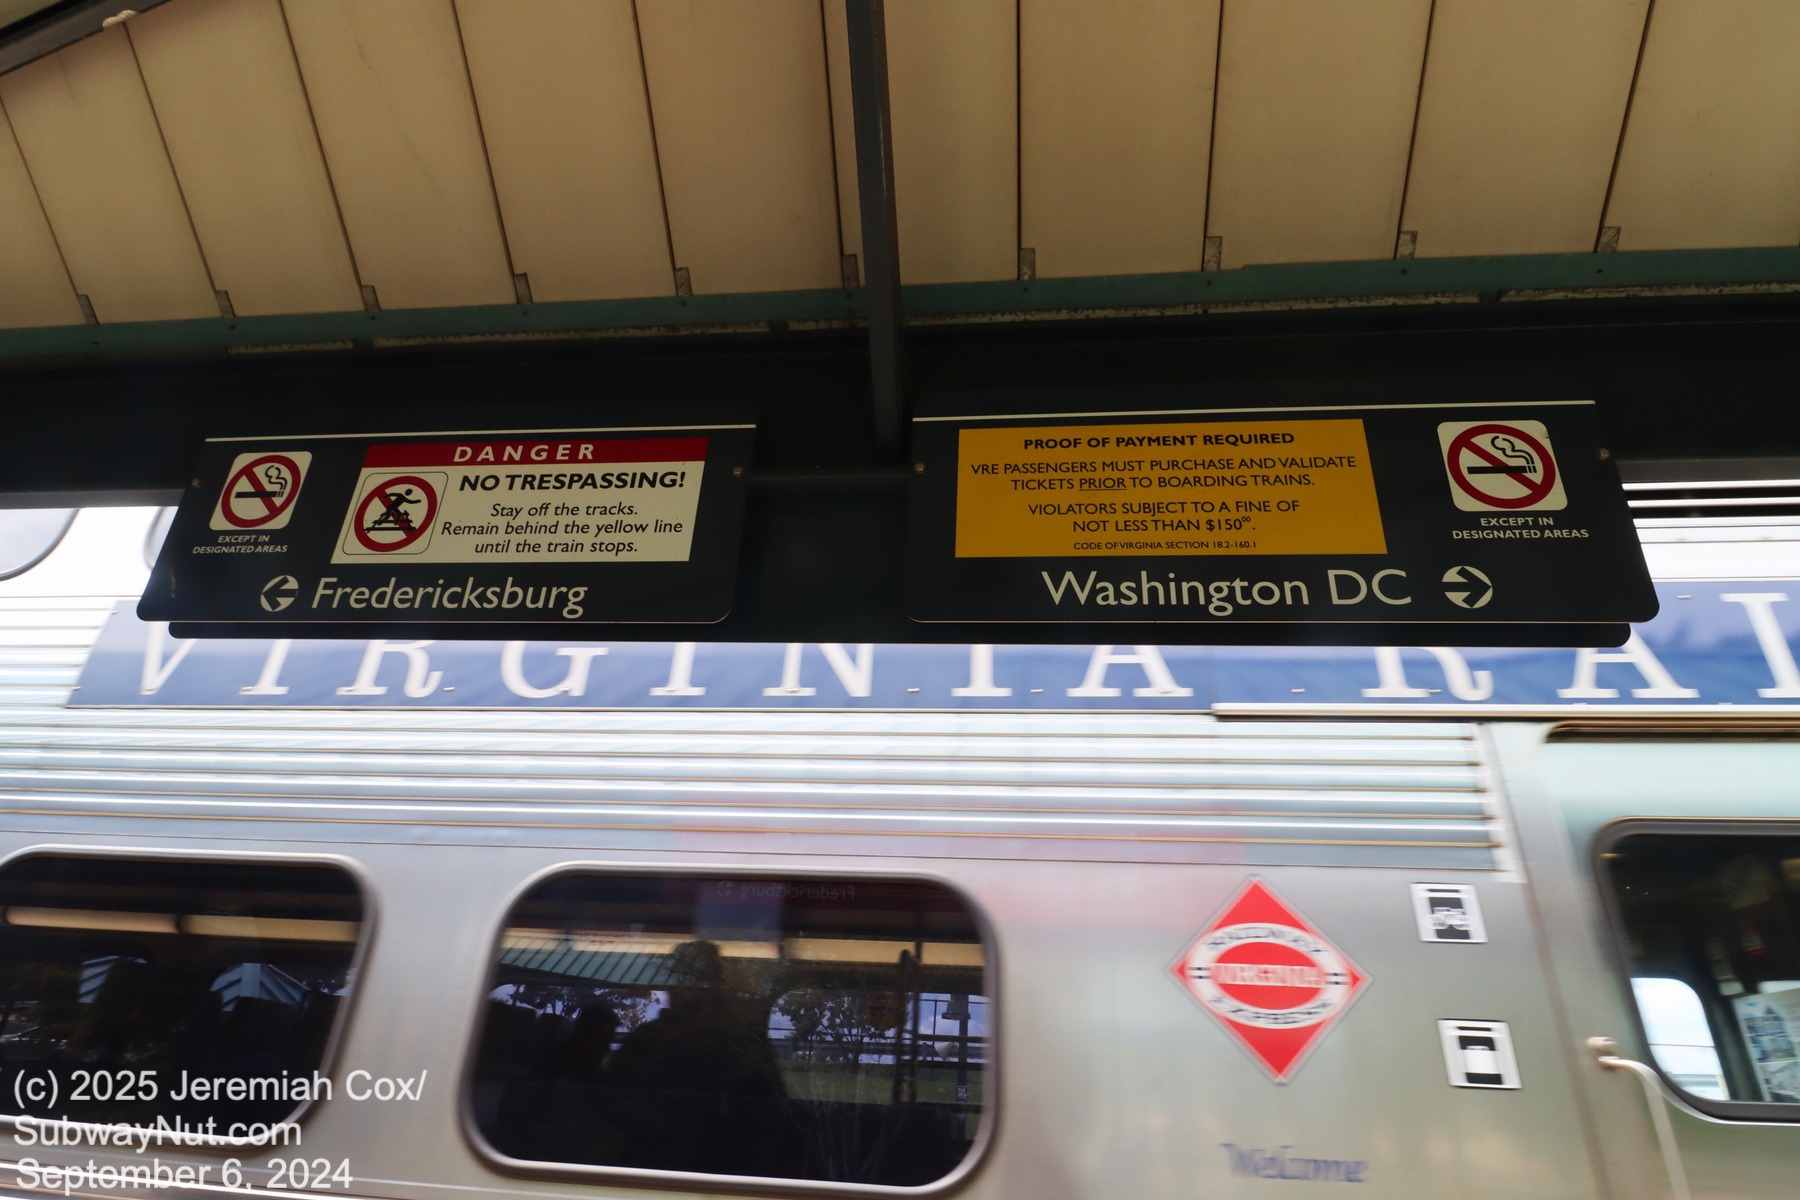 DANGER
NO TRESPASSING!
Stay off the tracks.
Remain behind the yellow line
until the train stops.
EXCEPT IN
DESIGNATED AREAS
Fredericksburg
PROOF OF PAYMENT REQUIRED
VRE PASSENGERS MUST PURCHASE AND VALIDATE
TICKETS PRIOR TO BOARDING TRAINS.
VIOLATORS SUBJECT TO A FINE OF
NOT LESS THAN $150⁰⁰.
CODE OF VIRGINIA SECTION 18.2-160.1
EXCEPT IN
DESIGNATED AREAS
Washington DC
VIRGINIA RAI
Fredericksburg
VIRGINIA
EXPRESS
Welcome
(c) 2025 Jeremiah Cox/
SubwayNut.com
September 6, 2024